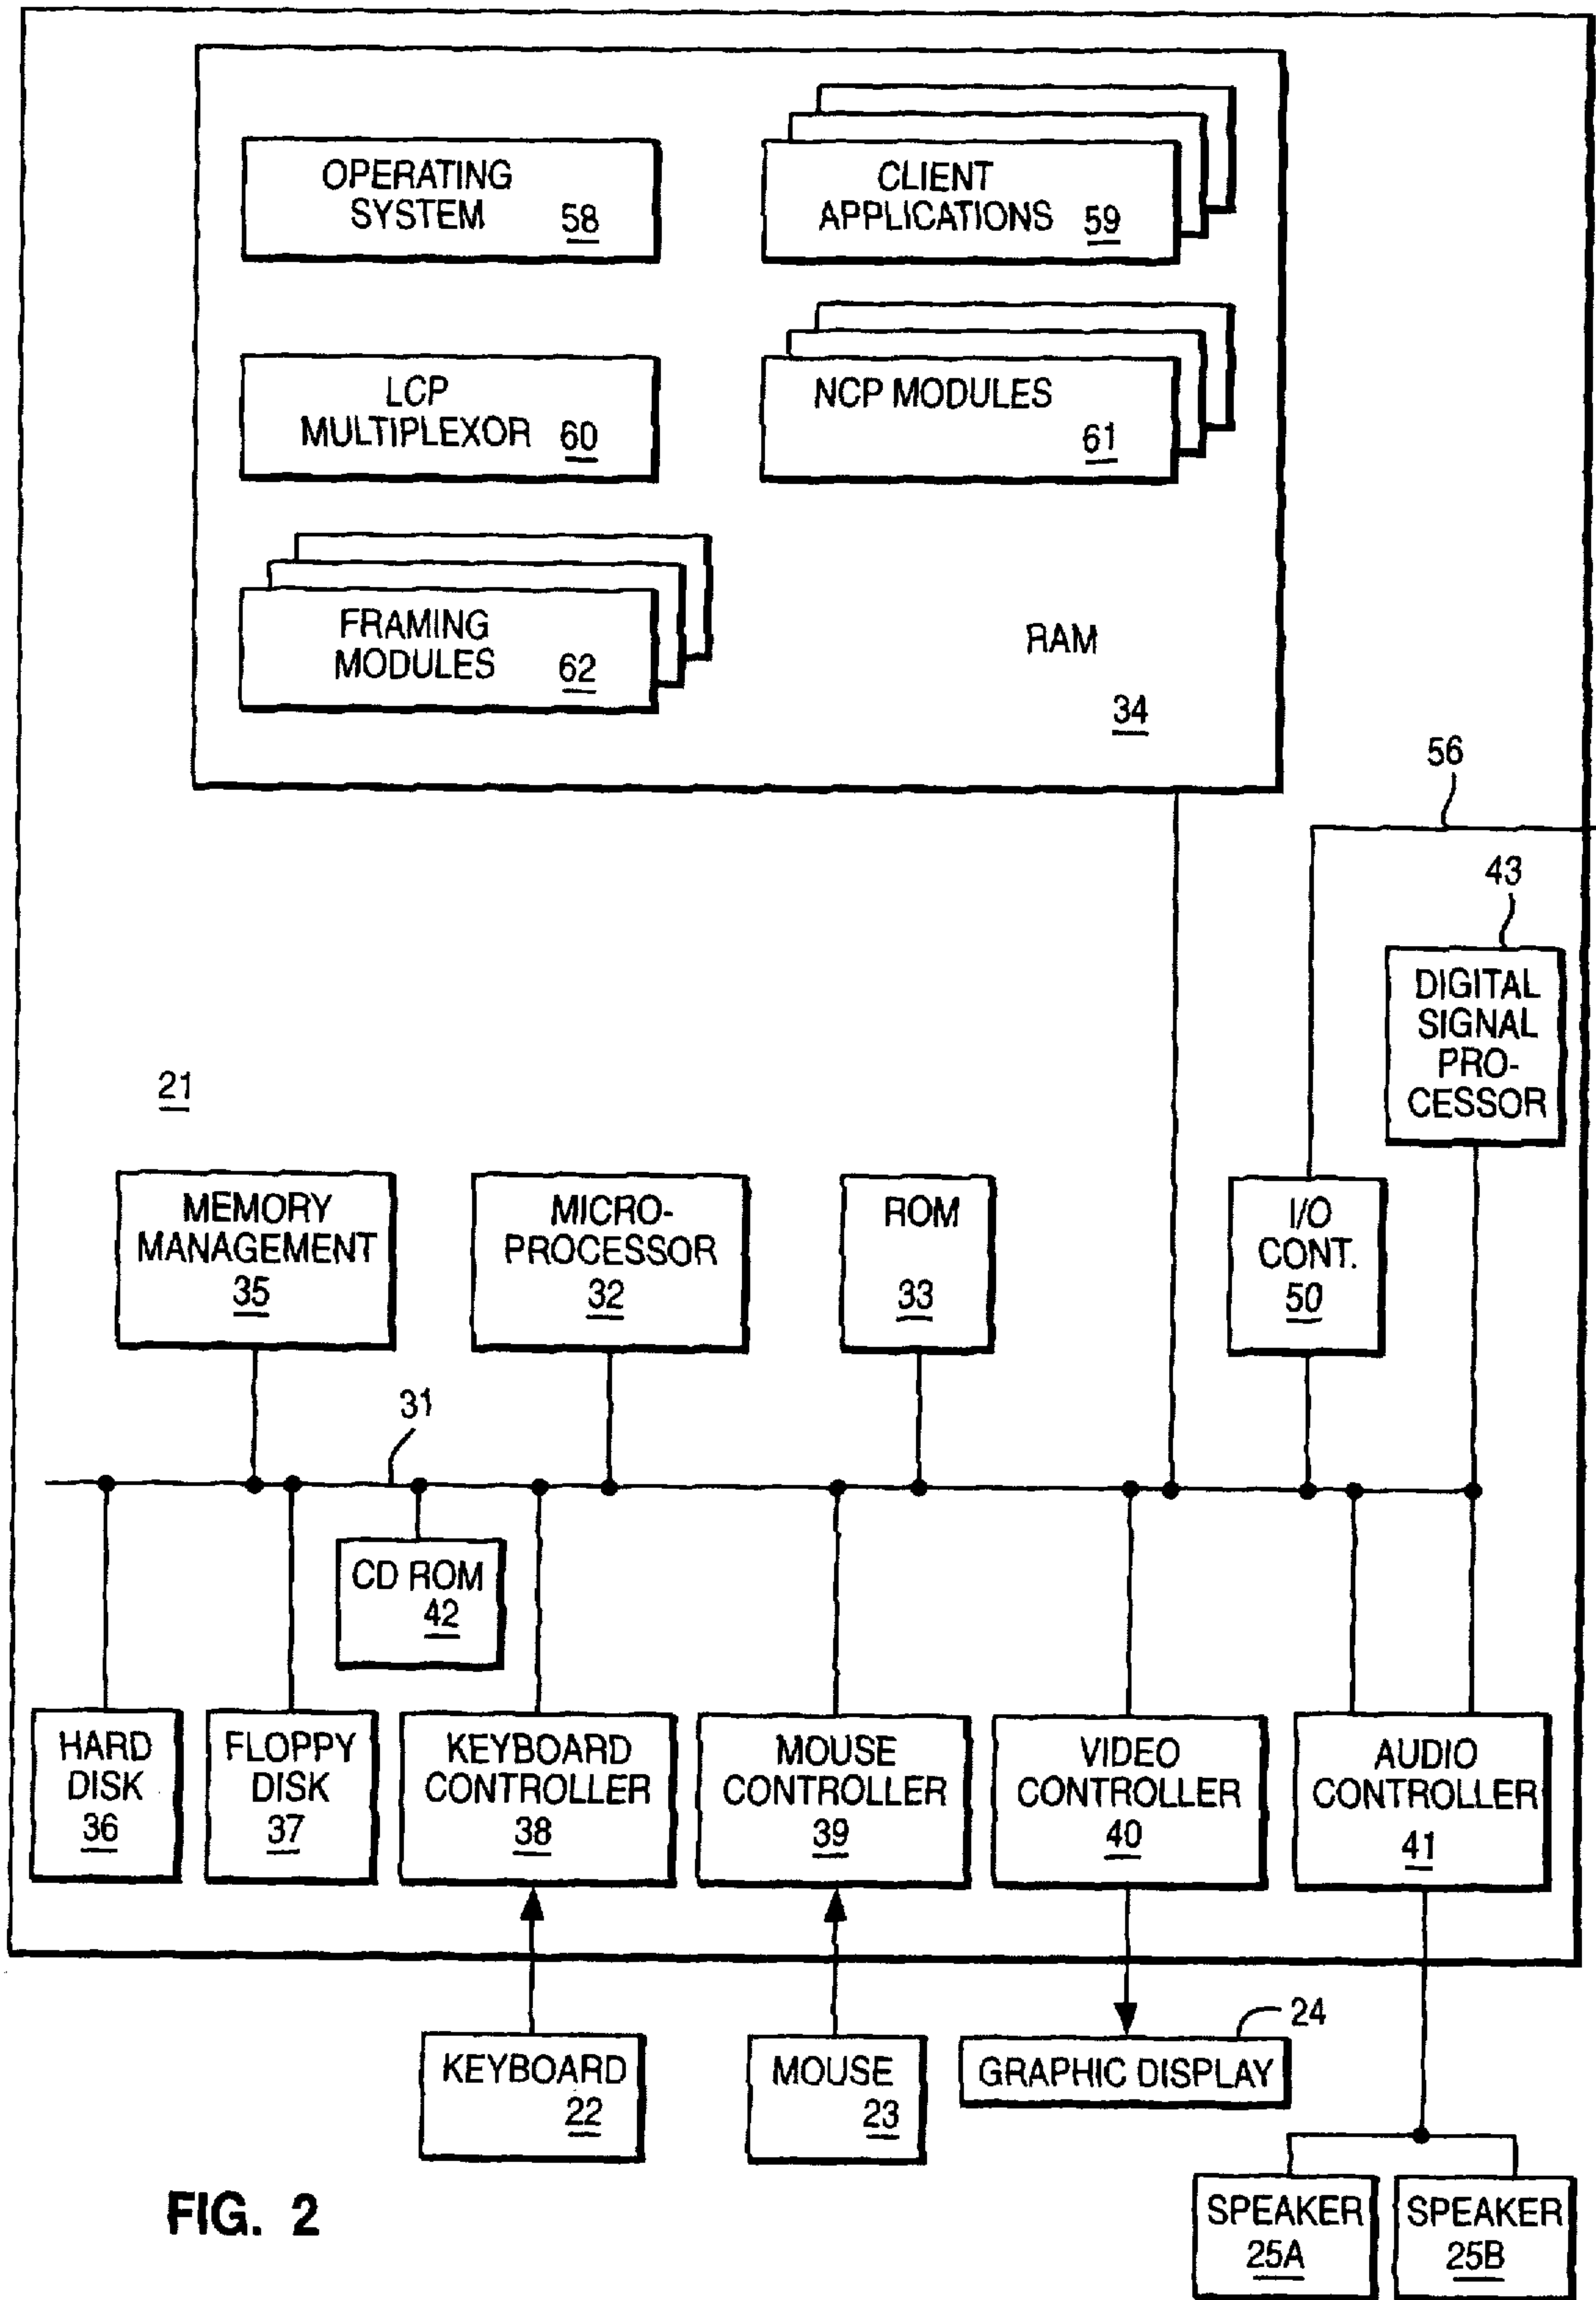 OPERATING
SYSTEM 58
CLIENT
APPLICATIONS 59
LCP
MULTIPLEXOR 60
NCP MODULES
61
FRAMING
MODULES 62
RAM
34
56
43
DIGITAL
SIGNAL
PRO-
CESSOR
21
MEMORY
MANAGEMENT
35
MICRO-
PROCESSOR
32
ROM
33
I/O
CONT.
50
31
CD ROM
42
HARD
DISK
36
FLOPPY
DISK
37
KEYBOARD
CONTROLLER
38
MOUSE
CONTROLLER
39
VIDEO
CONTROLLER
40
AUDIO
CONTROLLER
41
KEYBOARD
22
MOUSE
23
24
GRAPHIC DISPLAY
SPEAKER
25A
SPEAKER
25B
FIG. 2